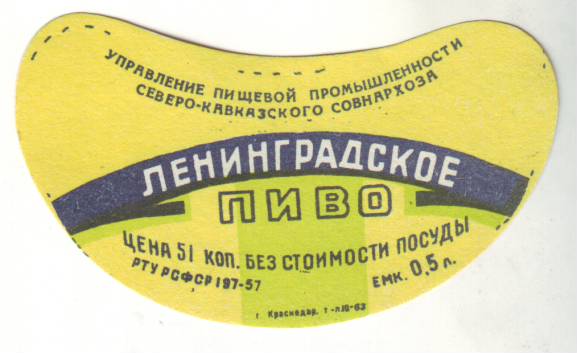 УПРАВЛЕНИЕ ПИЩЕВОЙ ПРОМЫШЛЕННОСТИ
СЕВЕРО-КАВКАЗСКОГО СОВНАРХОЗА
ЛЕНИНГРАДСКОЕ
ПИВО
ЦЕНА 51 КОП. БЕЗ СТОИМОСТИ ПОСУДЫ
РТУ РСФСР 197-57
ЕМК. 0,5 л.
г. Краснодар, т-л